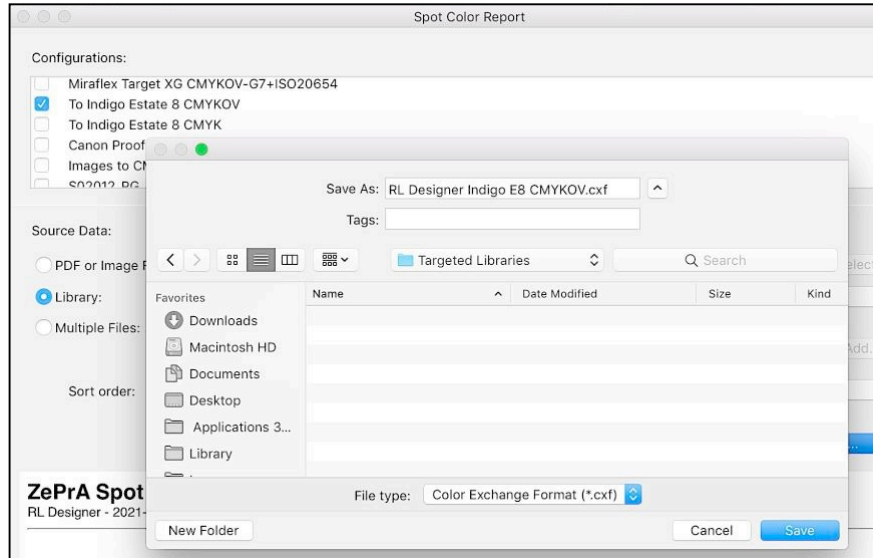 Spot Color Report
Configurations:
Miraflex Target XG CMYKOV-G7+ISO20654
To Indigo Estate 8 CMYKOV
To Indigo Estate 8 CMYK
Canon Proof
Images to
Save As: RL Designer Indigo E8 CMYKOV.cxf
Tags:
Source Data:
Targeted Libraries
Search
PDF or Image
Library:
Multiple Files:
Sort order:
Name
Date Modified
Size
Kind
Favorites
Downloads
Macintosh HD
Documents
Desktop
Applications 3...
Library
Add.
File type: Color Exchange Format (*.cxf)
New Folder
Cancel
Save
ZePrA Spot
RL Designer - 2021-